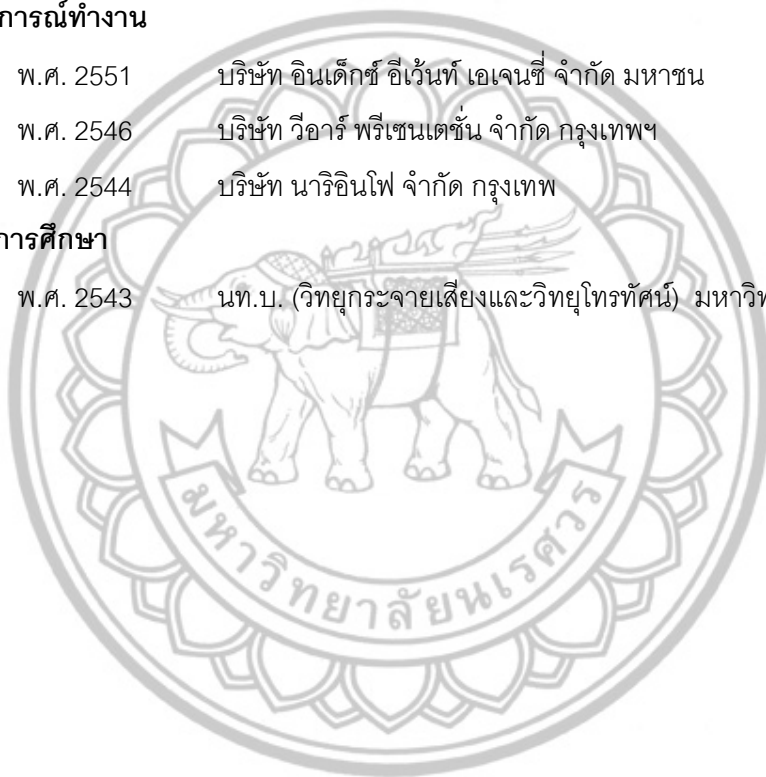 การณ์ทำงาน
พ.ศ. 2551 บริษัท อินเด็กซ์ อีเว้นท์ เอเจนซี่ จำกัด มหาชน
พ.ศ. 2546 บริษัท วีอาร์ พรีเซนเตชั่น จำกัด กรุงเทพฯ
พ.ศ. 2544 บริษัท นาริอินโฟ จำกัด กรุงเทพ
การศึกษา
พ.ศ. 2543 นท.บ. (วิทยุกระจายเสียงและวิทยุโทรทัศน์) มหาวิท
มหาวิทยาลัยนเรศวร